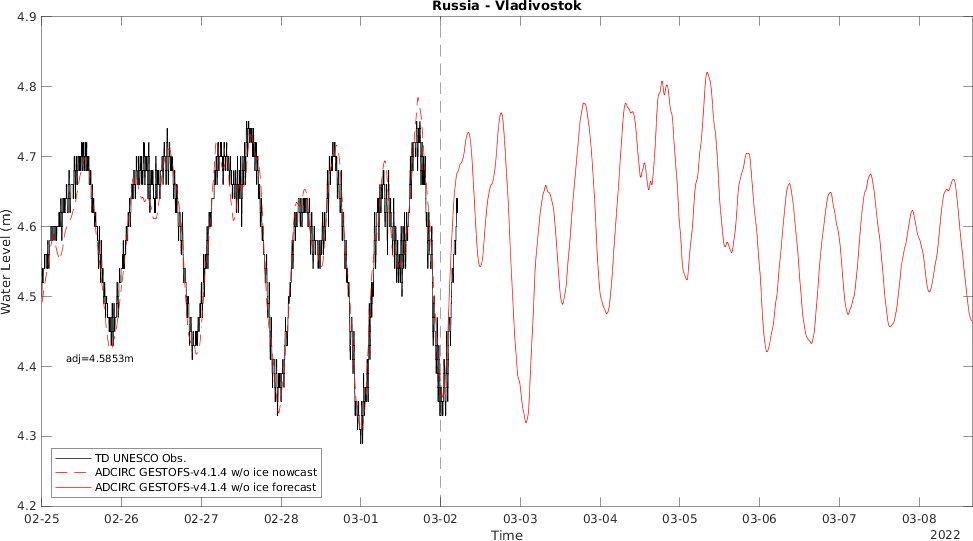 Russia - Vladivostok
4.9
4.8
4.7
4.6
4.5
4.4
4.3
4.2
Water Level (m)
adj=4.5853m
TD UNESCO Obs.
ADCIRC GESTOFS-v4.1.4 w/o ice nowcast
ADCIRC GESTOFS-v4.1.4 w/o ice forecast
02-25 02-26 02-27 02-28 03-01 03-02 03-03 03-04 03-05 03-06 03-07 03-08
Time
2022